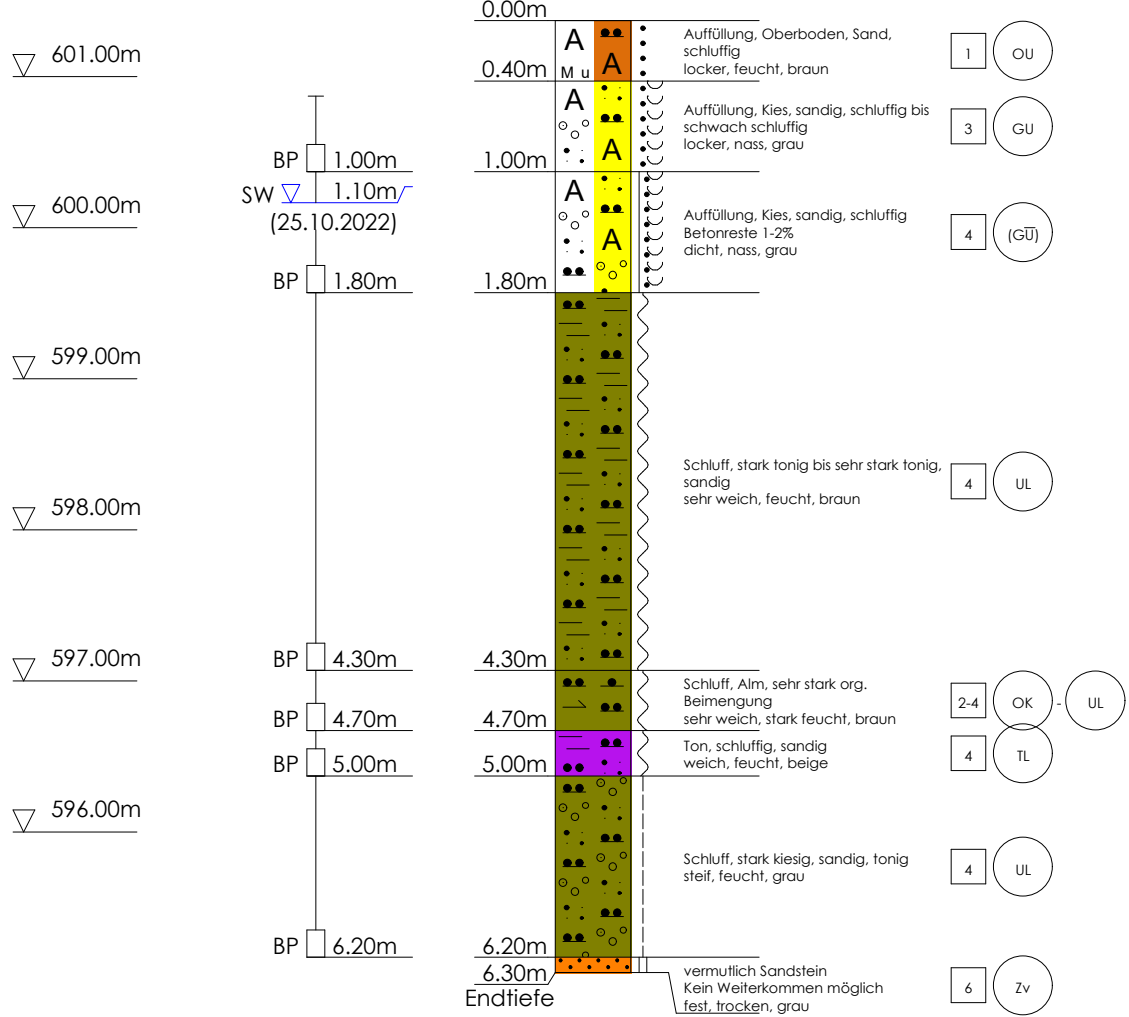 0.00m
601.00m
A
A
Mu
0.40m
Auffüllung, Oberboden, Sand,
schluffig
locker, feucht, braun
1 OU
A
A
BP 1.00m
1.00m
Auffüllung, Kies, sandig, schluffig bis
schwach schluffig
locker, nass, grau
3 GU
SW 1.10m
(25.10.2022)
600.00m
A
A
BP 1.80m
1.80m
Auffüllung, Kies, sandig, schluffig
Betonreste 1-2%
dicht, nass, grau
4 (GU̅)
599.00m
598.00m
Schluff, stark tonig bis sehr stark tonig,
sandig
sehr weich, feucht, braun
4 UL
597.00m
BP 4.30m
4.30m
Schluff, Alm, sehr stark org.
Beimengung
sehr weich, stark feucht, braun
2-4 OK - UL
BP 4.70m
4.70m
Ton, schluffig, sandig
weich, feucht, beige
4 TL
BP 5.00m
5.00m
596.00m
Schluff, stark kiesig, sandig, tonig
steif, feucht, grau
4 UL
BP 6.20m
6.20m
6.30m
Endtiefe
vermutlich Sandstein
Kein Weiterkommen möglich
fest, trocken, grau
6 Zv